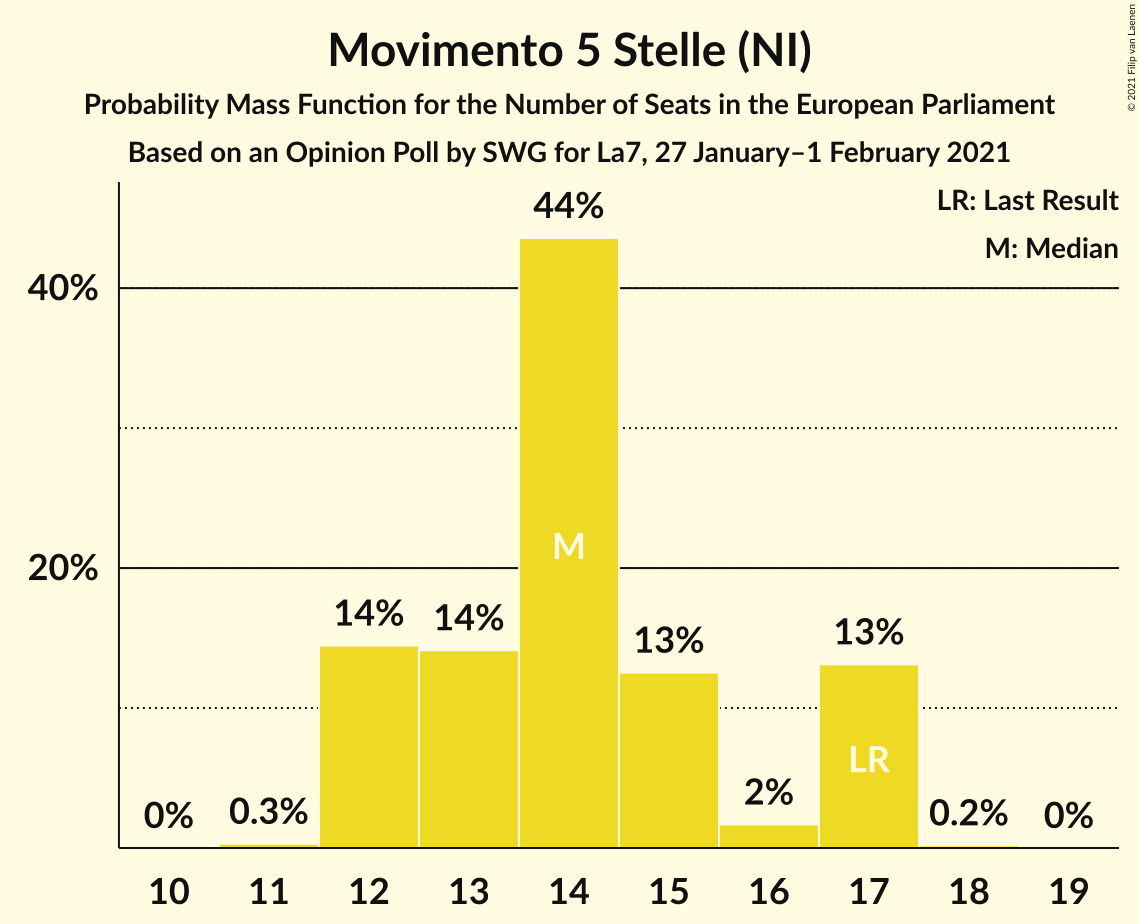 Movimento 5 Stelle (NI)
Probability Mass Function for the Number of Seats in the European Parliament
Based on an Opinion Poll by SWG for La7, 27 January–1 February 2021
© 2021 Filip van Laenen
LR: Last Result
M: Median
40%
20%
0%
0.3%
14%
14%
44%
M
13%
2%
13%
LR
0.2%
0%
10 11 12 13 14 15 16 17 18 19